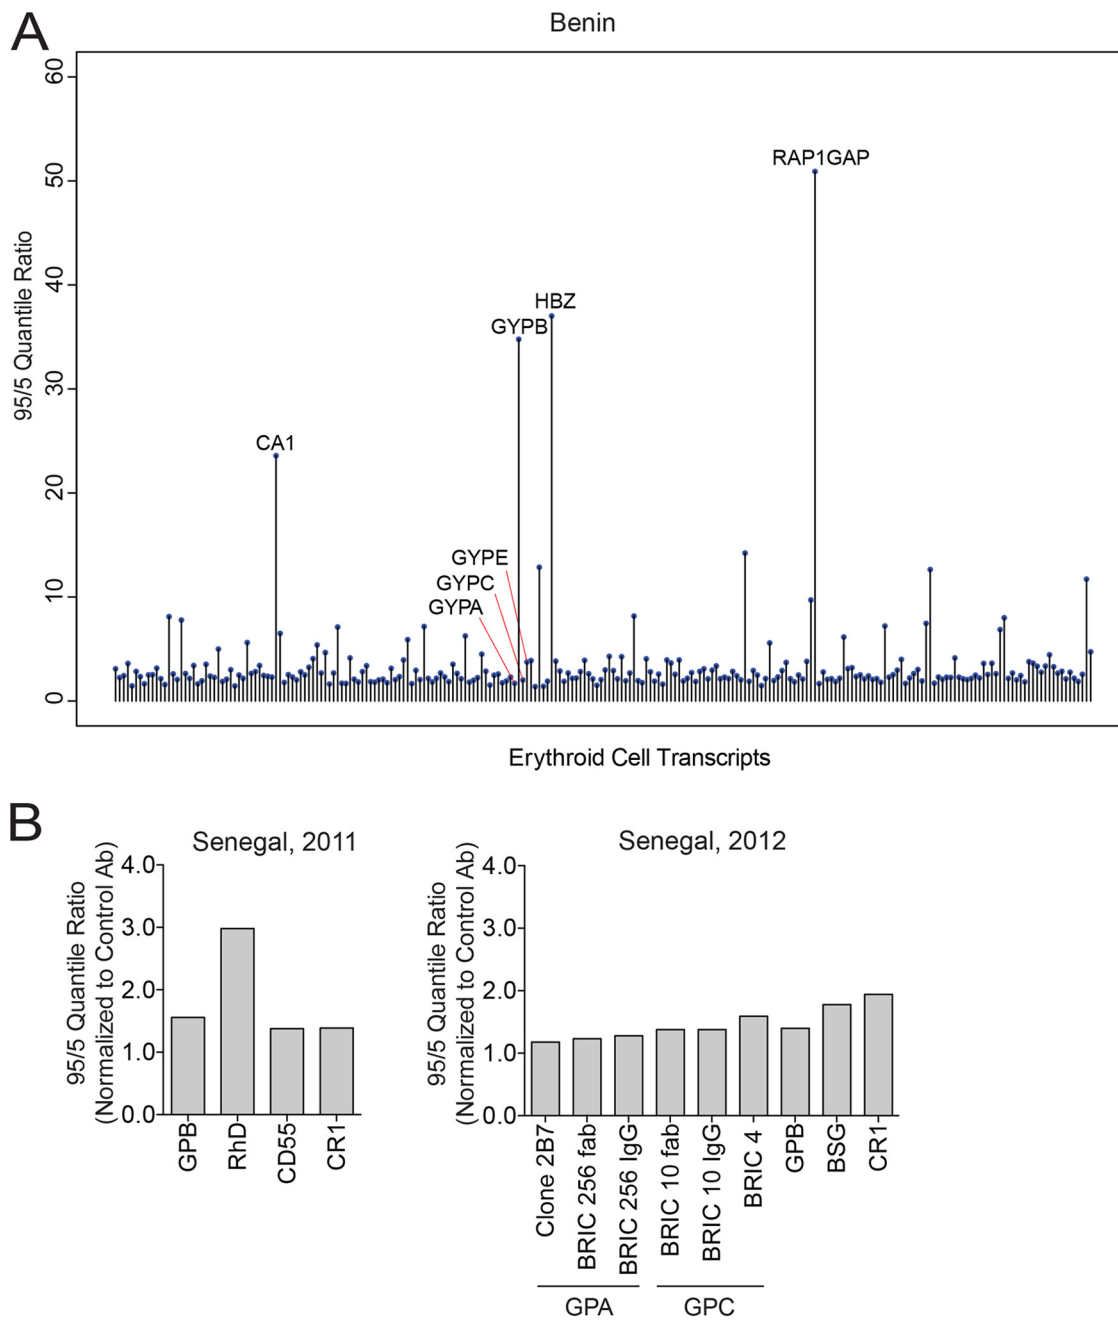 A
Benin
95/5 Quantile Ratio
60
50
40
30
20
10
0
RAP1GAP
HBZ
GYPB
CA1
GYPE
GYPC
GYPA
Erythroid Cell Transcripts
B
Senegal, 2011
95/5 Quantile Ratio
(Normalized to Control Ab)
4.0
3.0
2.0
1.0
0.0
GPB
RhD
CD55
CR1
Senegal, 2012
95/5 Quantile Ratio
(Normalized to Control Ab)
4.0
3.0
2.0
1.0
0.0
Clone 2B7
BRIC 256 fab
BRIC 256 IgG
BRIC 10 fab
BRIC 10 IgG
BRIC 4
GPB
BSG
CR1
GPA
GPC